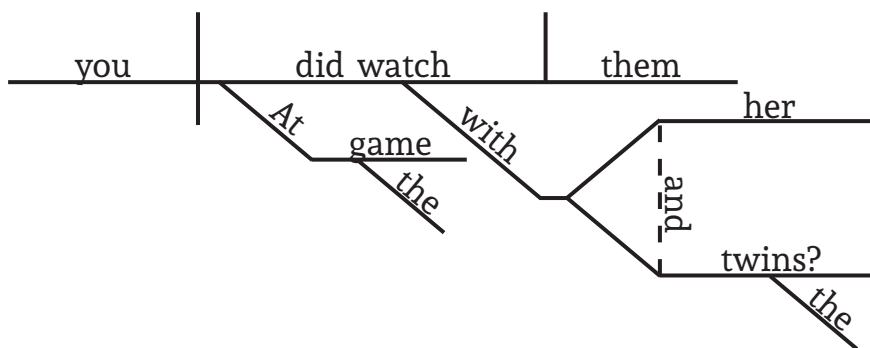 you did watch them
At with her
game
the and
twins?
the